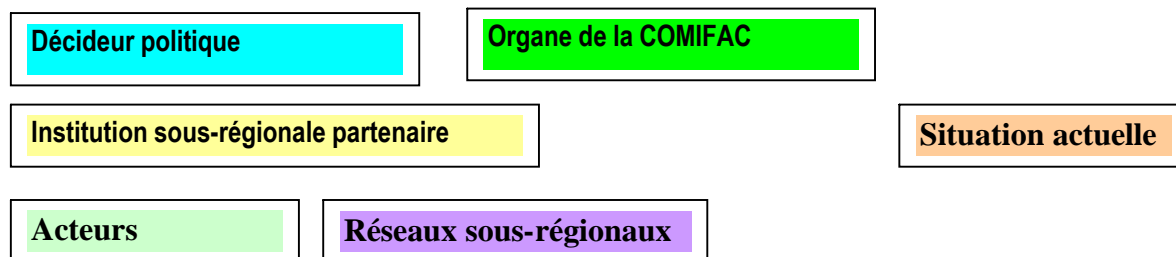 Décideur politique
Organe de la COMIFAC
Institution sous-régionale partenaire
Situation actuelle
Acteurs
Réseaux sous-régionaux